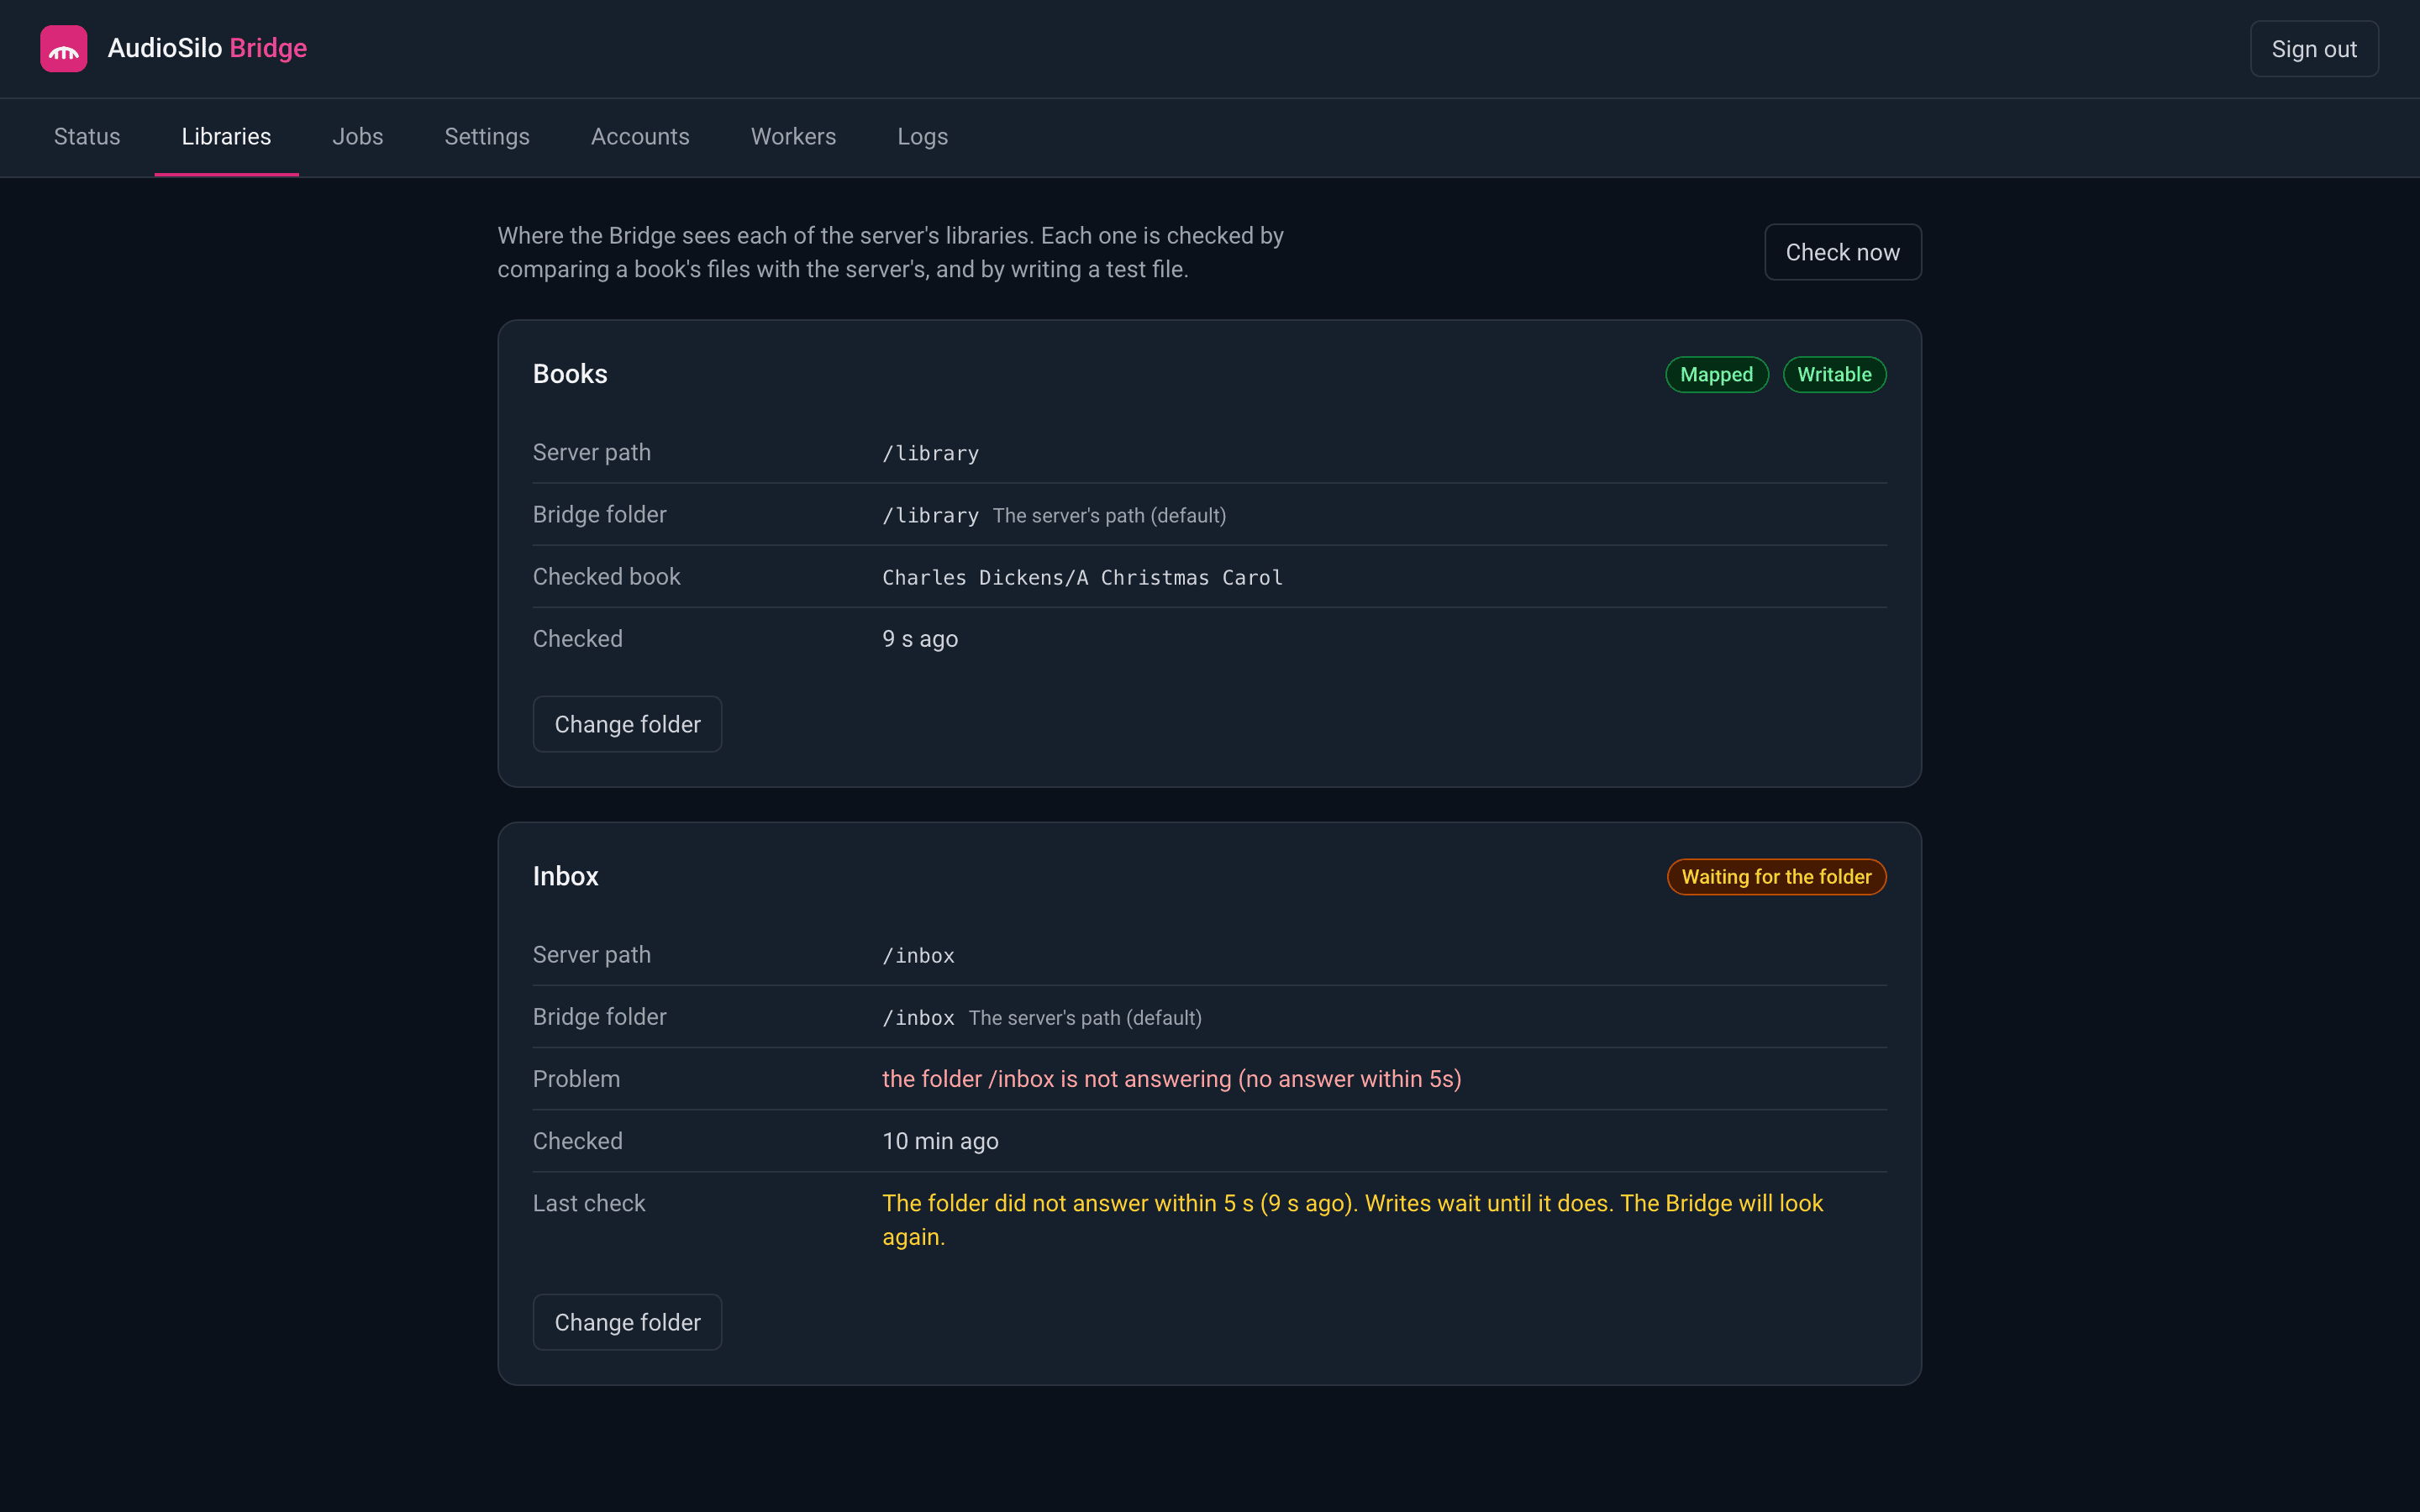 AudioSilo Bridge
Sign out
Status Libraries Jobs Settings Accounts Workers Logs
Where the Bridge sees each of the server's libraries. Each one is checked by
comparing a book's files with the server's, and by writing a test file.
Check now
Books
Mapped Writable
Server path /library
Bridge folder /library The server's path (default)
Checked book Charles Dickens/A Christmas Carol
Checked 9 s ago
Change folder
Inbox
Waiting for the folder
Server path /inbox
Bridge folder /inbox The server's path (default)
Problem the folder /inbox is not answering (no answer within 5s)
Checked 10 min ago
Last check The folder did not answer within 5 s (9 s ago). Writes wait until it does. The Bridge will look
again.
Change folder